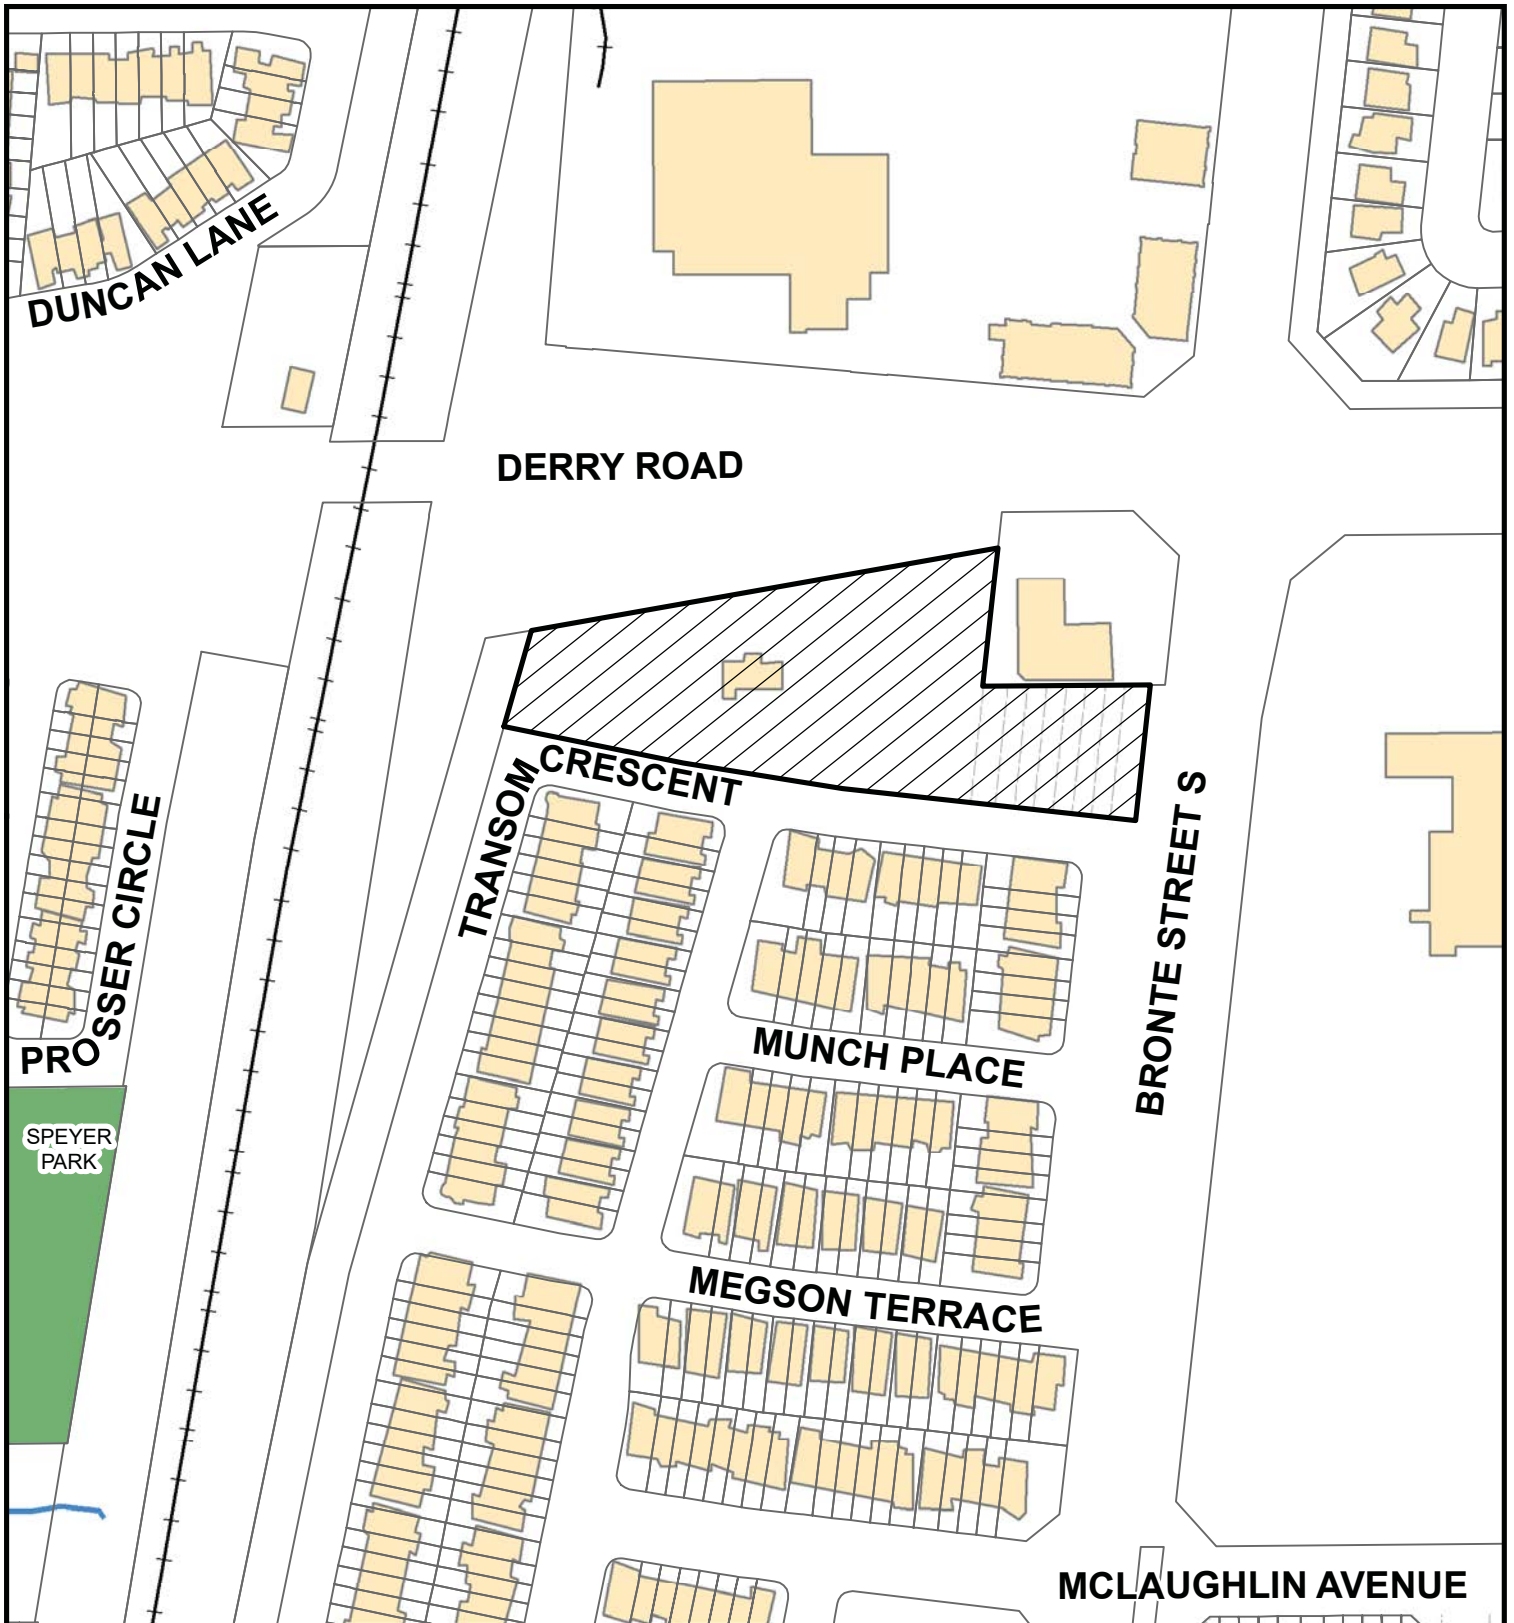 DUNCAN LANE
DERRY ROAD
CRESCENT
TRANSOM
BRONTE STREET S
PROSSER CIRCLE
MUNCH PLACE
SPEYER
PARK
MEGSON TERRACE
MCLAUGHLIN AVENUE